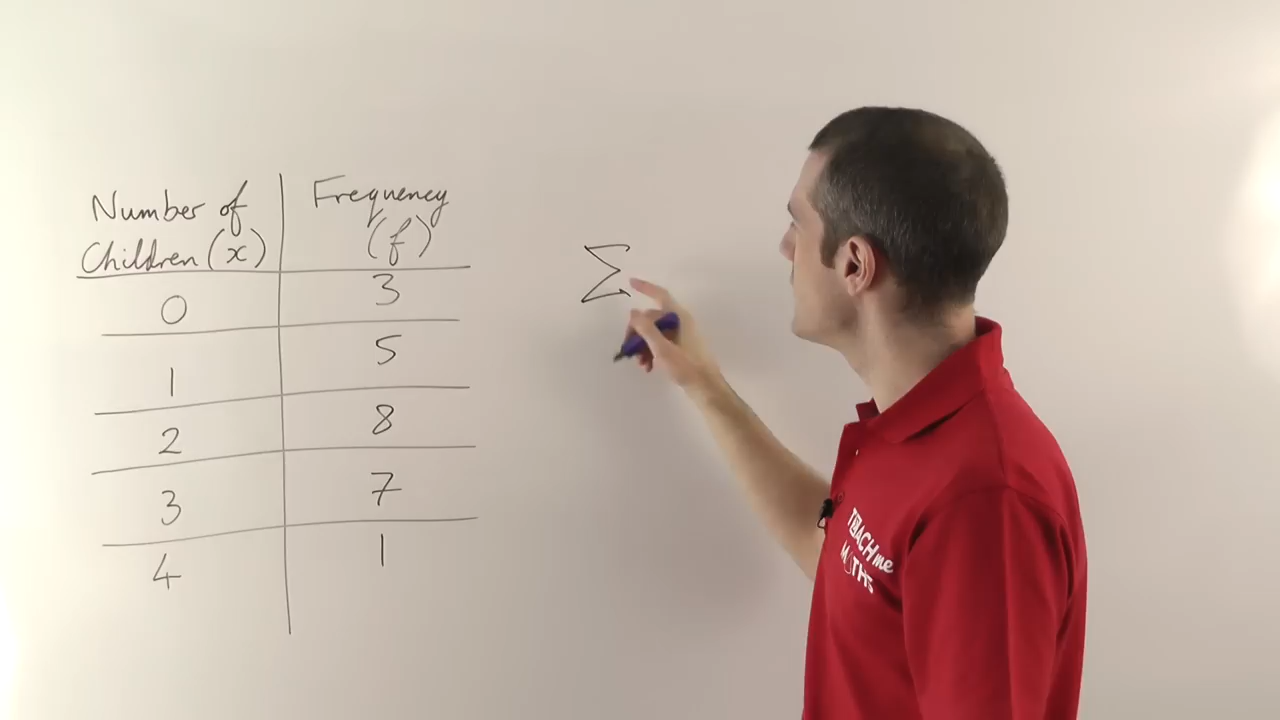 Number of Frequency
Children (x) (f)
0 3
1 5
2 8
3 7
4 1
Σ
TEACH me
MATHS